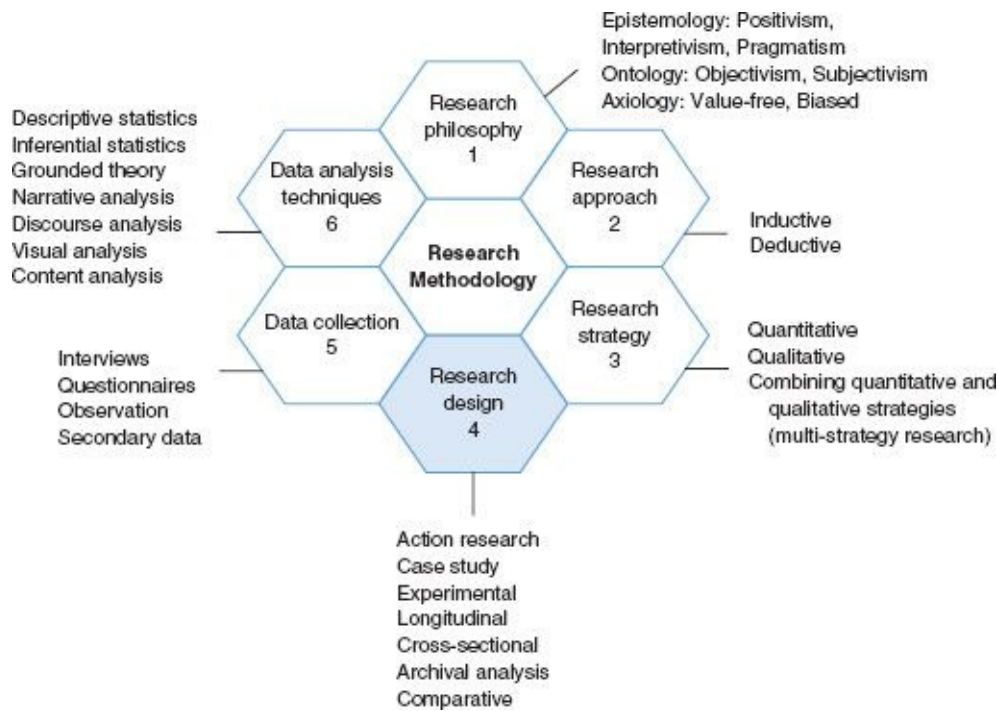 Epistemology: Positivism,
Interpretivism, Pragmatism
Ontology: Objectivism, Subjectivism
Axiology: Value-free, Biased
Research
philosophy
1
Research
approach
2
Inductive
Deductive
Research
strategy
3
Quantitative
Qualitative
Combining quantitative and
qualitative strategies
(multi-strategy research)
Research
design
4
Action research
Case study
Experimental
Longitudinal
Cross-sectional
Archival analysis
Comparative
Data collection
5
Interviews
Questionnaires
Observation
Secondary data
Data analysis
techniques
6
Descriptive statistics
Inferential statistics
Grounded theory
Narrative analysis
Discourse analysis
Visual analysis
Content analysis
Research
Methodology